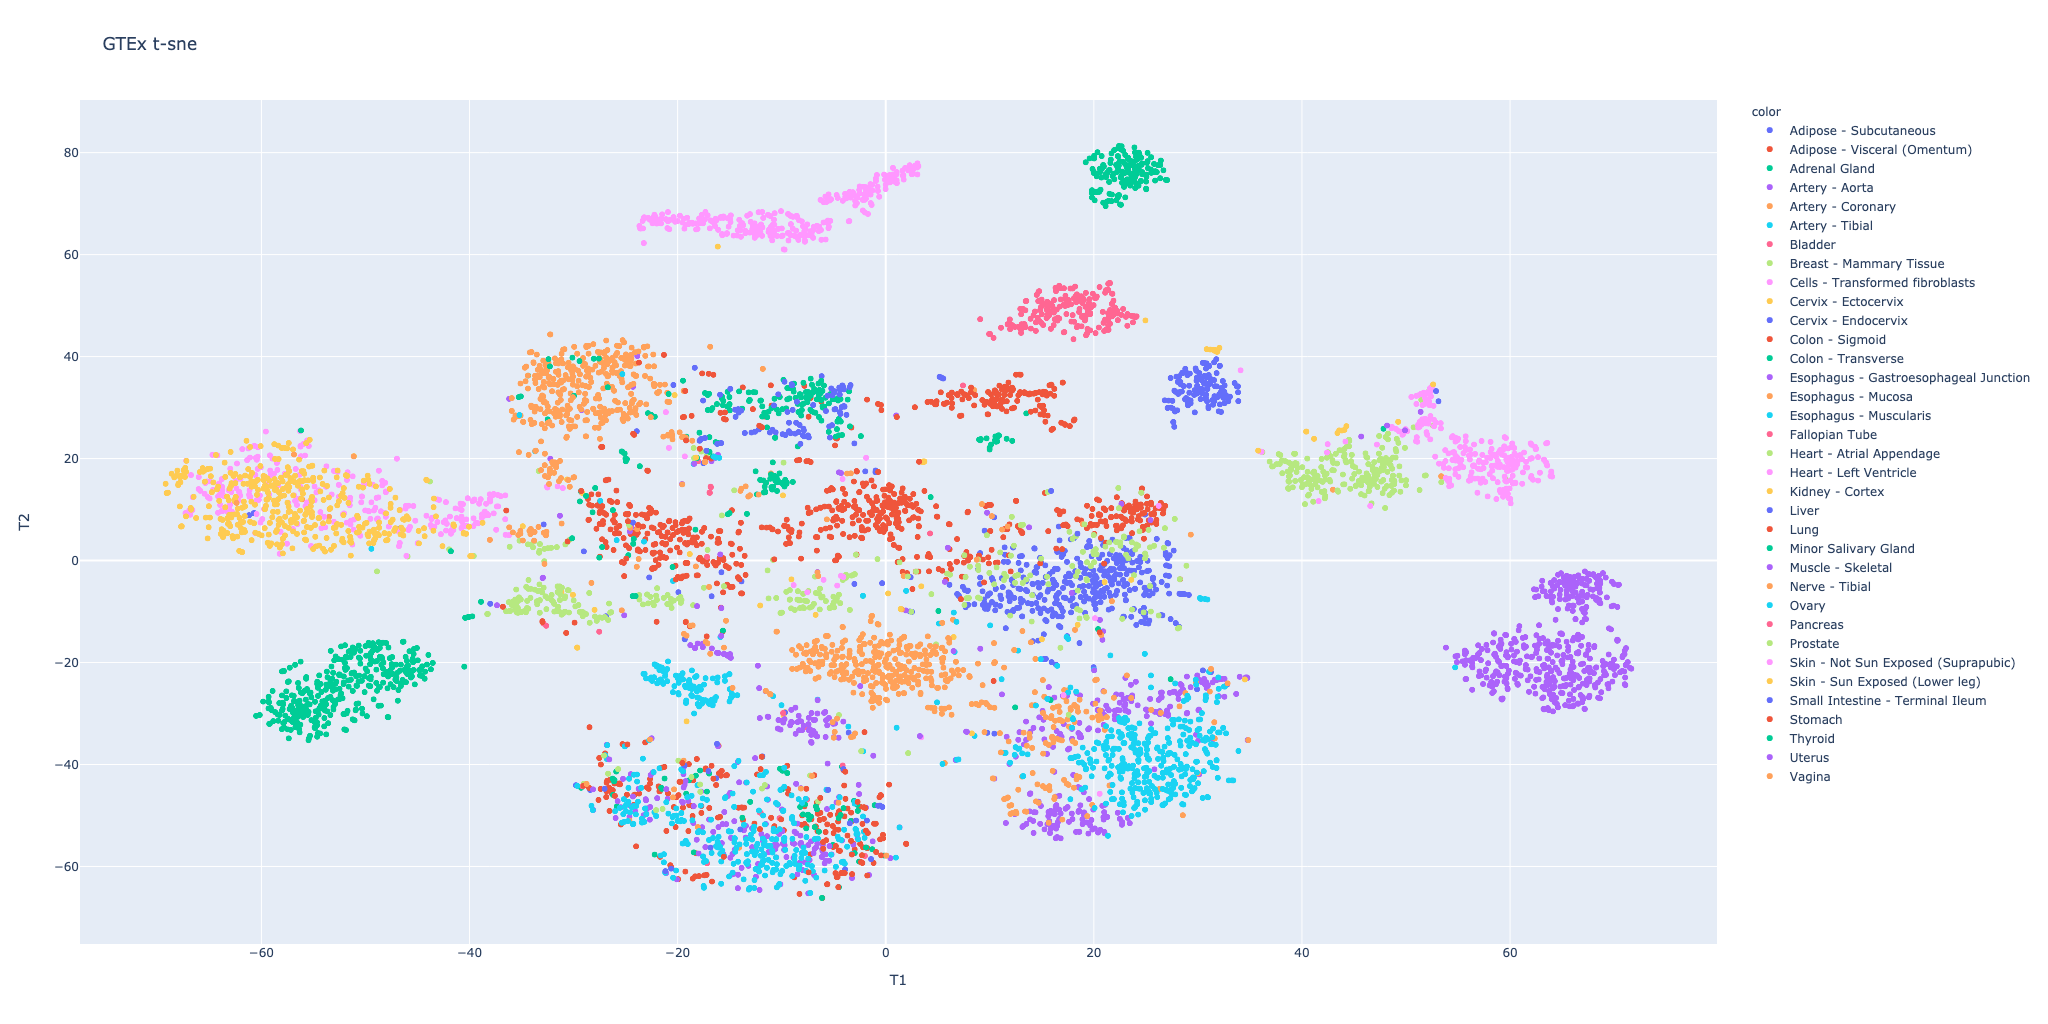 GTEx t-sne
80
60
40
20
0
−20
−40
−60
T2
−60
−40
−20
0
20
40
60
T1
color
Adipose - Subcutaneous
Adipose - Visceral (Omentum)
Adrenal Gland
Artery - Aorta
Artery - Coronary
Artery - Tibial
Bladder
Breast - Mammary Tissue
Cells - Transformed fibroblasts
Cervix - Ectocervix
Cervix - Endocervix
Colon - Sigmoid
Colon - Transverse
Esophagus - Gastroesophageal Junction
Esophagus - Mucosa
Esophagus - Muscularis
Fallopian Tube
Heart - Atrial Appendage
Heart - Left Ventricle
Kidney - Cortex
Liver
Lung
Minor Salivary Gland
Muscle - Skeletal
Nerve - Tibial
Ovary
Pancreas
Prostate
Skin - Not Sun Exposed (Suprapubic)
Skin - Sun Exposed (Lower leg)
Small Intestine - Terminal Ileum
Stomach
Thyroid
Uterus
Vagina